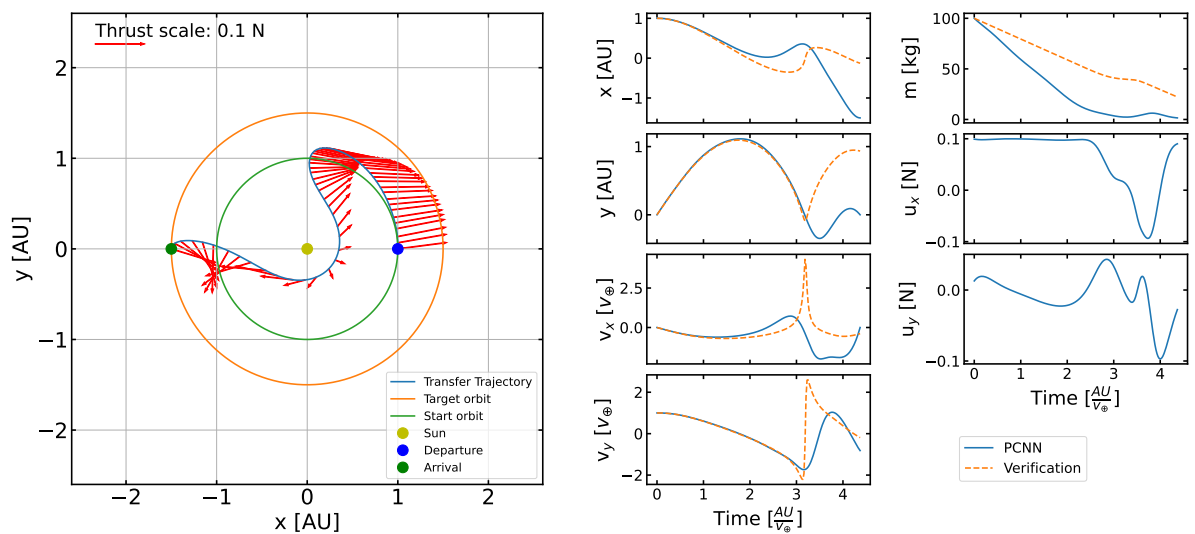 Thrust scale: 0.1 N
2
1
0
−1
−2
−2
−1
0
1
2
y [AU]
x [AU]
Transfer Trajectory
Target orbit
Start orbit
Sun
Departure
Arrival
1
0
−1
x [AU]
1
0
y [AU]
2.5
0.0
v_x [v_⊕]
2
0
−2
v_y [v_⊕]
0
1
2
3
4
Time [AU/v_⊕]
100
50
0
m [kg]
0.1
0.0
−0.1
u_x [N]
0.0
−0.1
u_y [N]
0
1
2
3
4
Time [AU/v_⊕]
PCNN
Verification